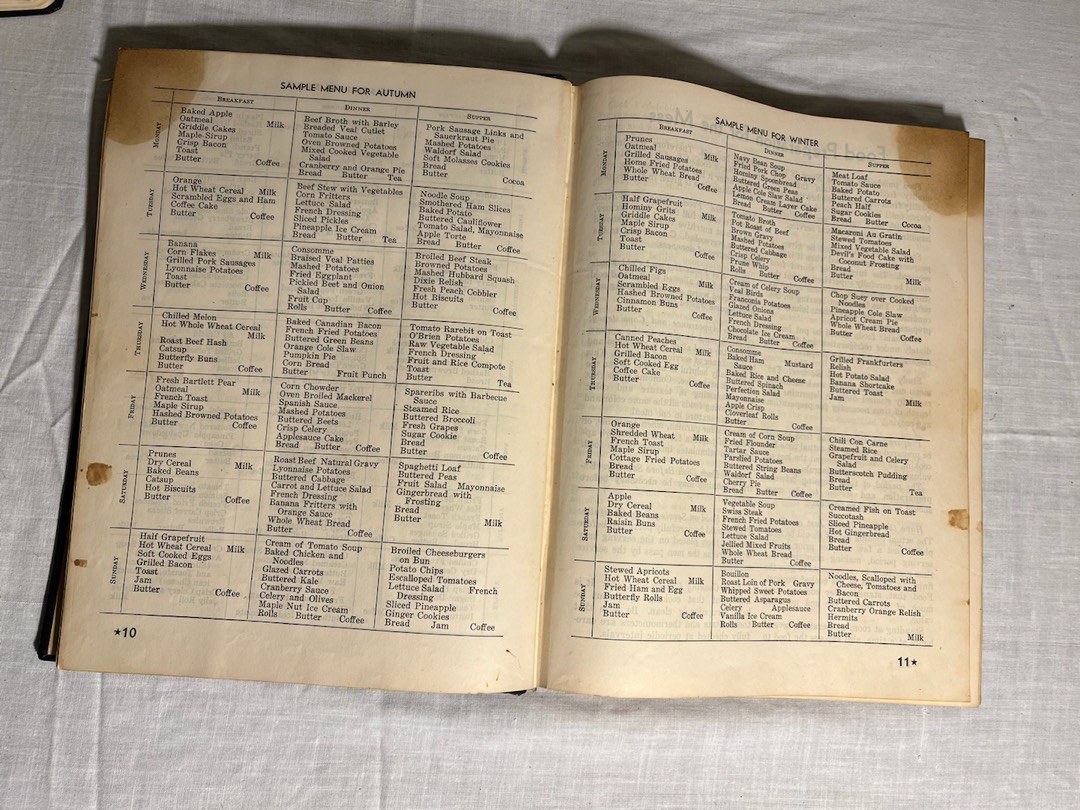 SAMPLE MENU FOR AUTUMN
BREAKFAST DINNER SUPPER
MONDAY
Baked Apple
Oatmeal Milk
Griddle Cakes
Maple Sirup
Crisp Bacon
Toast
Butter Coffee
Beef Broth with Barley
Breaded Veal Cutlet
Tomato Sauce
Oven Browned Potatoes
Mixed Cooked Vegetable
Salad
Cranberry and Orange Pie
Bread Butter Tea
Pork Sausage Links and
Sauerkraut Pie
Mashed Potatoes
Waldorf Salad
Soft Molasses Cookies
Bread
Butter Cocoa
TUESDAY
Orange
Hot Wheat Cereal Milk
Scrambled Eggs and Ham
Coffee Cake
Butter Coffee
Beef Stew with Vegetables
Corn Fritters
Lettuce Salad
French Dressing
Sliced Pickles
Pineapple Ice Cream
Bread Butter Tea
Noodle Soup
Smothered Ham Slices
Baked Potato
Buttered Cauliflower
Tomato Salad, Mayonnaise
Apple Torte
Bread Butter Coffee
WEDNESDAY
Banana
Corn Flakes Milk
Grilled Pork Sausages
Lyonnaise Potatoes
Toast
Butter Coffee
Consomme
Braised Veal Patties
Mashed Potatoes
Fried Eggplant
Pickled Beet and Onion
Salad
Fruit Cup
Rolls Butter Coffee
Broiled Beef Steak
Browned Potatoes
Mashed Hubbard Squash
Dixie Relish
Fresh Peach Cobbler
Hot Biscuits
Butter Coffee
THURSDAY
Chilled Melon
Hot Whole Wheat Cereal
Milk
Roast Beef Hash
Catsup
Butterfly Buns
Butter Coffee
Baked Canadian Bacon
French Fried Potatoes
Buttered Green Beans
Orange Cole Slaw
Pumpkin Pie
Corn Bread
Butter Fruit Punch
Tomato Rarebit on Toast
O'Brien Potatoes
Raw Vegetable Salad
French Dressing
Fruit and Rice Compote
Toast
Butter Tea
FRIDAY
Fresh Bartlett Pear
Oatmeal Milk
French Toast
Maple Sirup
Hashed Browned Potatoes
Butter Coffee
Corn Chowder
Oven Broiled Mackerel
Spanish Sauce
Mashed Potatoes
Buttered Beets
Crisp Celery
Applesauce Cake
Bread Butter Coffee
Spareribs with Barbecue
Sauce
Steamed Rice
Buttered Broccoli
Fresh Grapes
Sugar Cookie
Bread
Butter Coffee
SATURDAY
Prunes
Dry Cereal Milk
Baked Beans
Catsup
Hot Biscuits
Butter Coffee
Roast Beef Natural Gravy
Lyonnaise Potatoes
Buttered Cabbage
Carrot and Lettuce Salad
French Dressing
Banana Fritters with
Orange Sauce
Whole Wheat Bread
Butter Coffee
Spaghetti Loaf
Buttered Peas
Fruit Salad Mayonnaise
Gingerbread with
Frosting
Bread
Butter Milk
SUNDAY
Half Grapefruit
Hot Wheat Cereal Milk
Soft Cooked Eggs
Grilled Bacon
Toast
Jam
Butter Coffee
Cream of Tomato Soup
Baked Chicken and
Noodles
Glazed Carrots
Buttered Kale
Cranberry Sauce
Celery and Olives
Maple Nut Ice Cream
Rolls Butter Coffee
Broiled Cheeseburgers
on Bun
Potato Chips
Escalloped Tomatoes
Lettuce Salad French
Dressing
Sliced Pineapple
Ginger Cookies
Bread Jam Coffee
★10
SAMPLE MENU FOR WINTER
BREAKFAST DINNER SUPPER
MONDAY
Prunes
Oatmeal
Grilled Sausages Milk
Home Fried Potatoes
Whole Wheat Bread
Butter Coffee
Navy Bean Soup
Fried Pork Chop Gravy
Hominy Spoonbread
Buttered Green Peas
Apple Cole Slaw Salad
Lemon Cream Layer Cake
Bread Butter Coffee
Meat Loaf
Tomato Sauce
Baked Potato
Buttered Carrots
Peach Half
Sugar Cookies
Bread Butter Cocoa
TUESDAY
Half Grapefruit
Hominy Grits
Griddle Cakes Milk
Maple Sirup
Crisp Bacon
Toast
Butter Coffee
Tomato Broth
Pot Roast of Beef
Brown Gravy
Mashed Potatoes
Buttered Cabbage
Crisp Celery
Prune Whip
Rolls Butter Coffee
Macaroni Au Gratin
Stewed Tomatoes
Mixed Vegetable Salad
Devil's Food Cake with
Coconut Frosting
Bread
Butter Milk
WEDNESDAY
Chilled Figs
Oatmeal
Scrambled Eggs Milk
Hashed Browned Potatoes
Cinnamon Buns
Butter Coffee
Cream of Celery Soup
Veal Birds
Franconia Potatoes
Glazed Onions
Lettuce Salad
French Dressing
Chocolate Ice Cream
Bread Butter Coffee
Chop Suey over Cooked
Noodles
Pineapple Cole Slaw
Apricot Cream Pie
Whole Wheat Bread
Butter Coffee
THURSDAY
Canned Peaches
Hot Wheat Cereal Milk
Grilled Bacon
Soft Cooked Egg
Coffee Cake
Butter Coffee
Consomme
Baked Ham Mustard
Sauce
Baked Rice and Cheese
Buttered Spinach
Perfection Salad
Mayonnaise
Apple Crisp
Cloverleaf Rolls
Butter Coffee
Grilled Frankfurters
Relish
Hot Potato Salad
Banana Shortcake
Buttered Toast
Jam Milk
FRIDAY
Orange
Shredded Wheat Milk
French Toast
Maple Sirup
Cottage Fried Potatoes
Bread
Butter Coffee
Cream of Corn Soup
Fried Flounder
Tartar Sauce
Parslied Potatoes
Buttered String Beans
Waldorf Salad
Cherry Pie
Bread Butter Coffee
Chili Con Carne
Steamed Rice
Grapefruit and Celery
Salad
Butterscotch Pudding
Bread
Butter Tea
SATURDAY
Apple
Dry Cereal Milk
Baked Beans
Raisin Buns
Butter Coffee
Vegetable Soup
Swiss Steak
French Fried Potatoes
Stewed Tomatoes
Lettuce Salad
Jellied Mixed Fruits
Whole Wheat Bread
Butter Coffee
Creamed Fish on Toast
Succotash
Sliced Pineapple
Hot Gingerbread
Bread
Butter Coffee
SUNDAY
Stewed Apricots
Hot Wheat Cereal Milk
Fried Ham and Egg
Butterfly Rolls
Jam
Butter Coffee
Bouillon
Roast Loin of Pork Gravy
Whipped Sweet Potatoes
Buttered Asparagus
Celery Applesauce
Vanilla Ice Cream
Rolls Butter Coffee
Noodles, Scalloped with
Cheese, Tomatoes and
Bacon
Buttered Carrots
Cranberry Orange Relish
Hermits
Bread
Butter Milk
11★